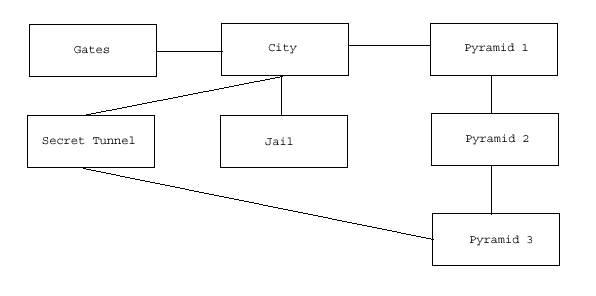 Gates
City
Pyramid 1
Secret Tunnel
Jail
Pyramid 2
Pyramid 3